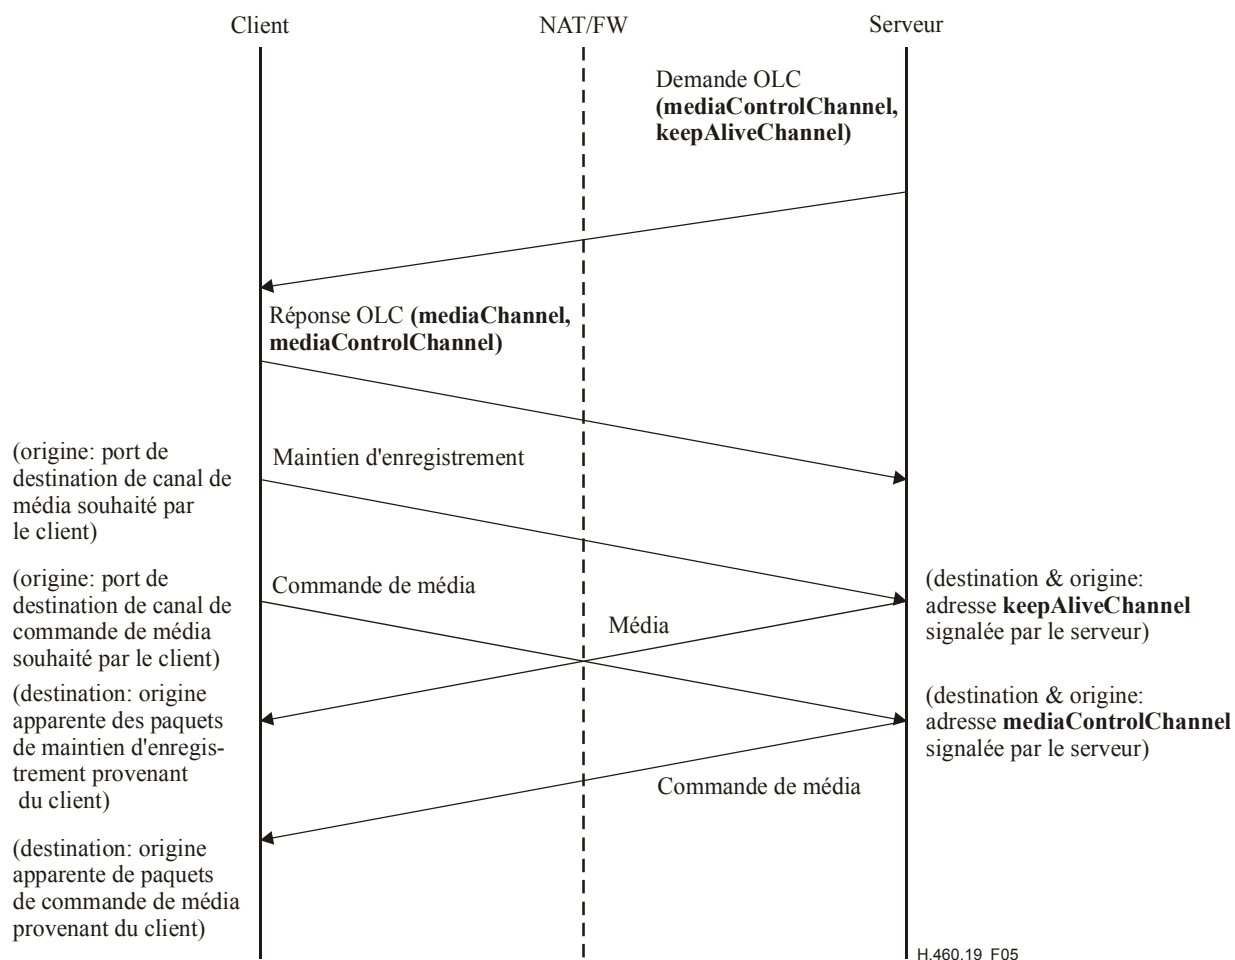 Client
NAT/FW
Serveur
Demande OLC
(mediaControlChannel,
keepAliveChannel)
Réponse OLC (mediaChannel,
mediaControlChannel)
(origine: port de
destination de canal de
média souhaité par
le client)
Maintien d'enregistrement
(origine: port de
destination de canal de
commande de média
souhaité par le client)
Commande de média
Média
(destination & origine:
adresse keepAliveChannel
signalée par le serveur)
(destination: origine
apparente des paquets
de maintien d'enregis-
trement provenant
du client)
(destination & origine:
adresse mediaControlChannel
signalée par le serveur)
Commande de média
(destination: origine
apparente de paquets
de commande de média
provenant du client)
H.460.19_F05